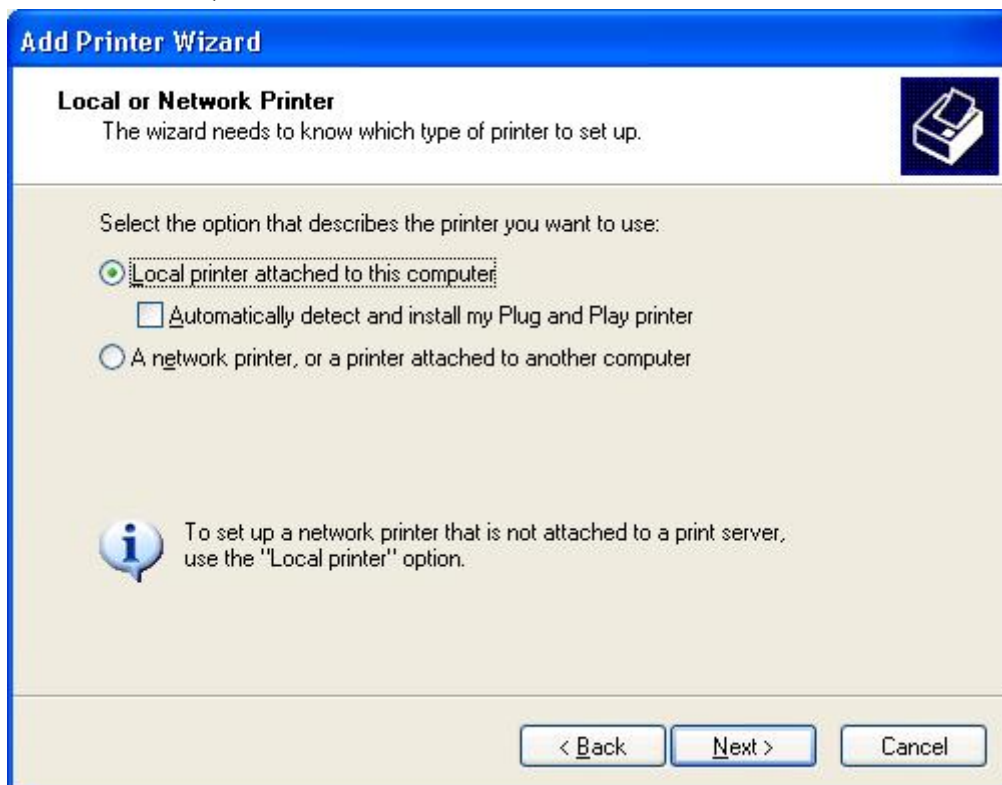 Add Printer Wizard
Local or Network Printer
The wizard needs to know which type of printer to set up.
Select the option that describes the printer you want to use:
Local printer attached to this computer
Automatically detect and install my Plug and Play printer
A network printer, or a printer attached to another computer
To set up a network printer that is not attached to a print server,
use the "Local printer" option.
< Back Next > Cancel